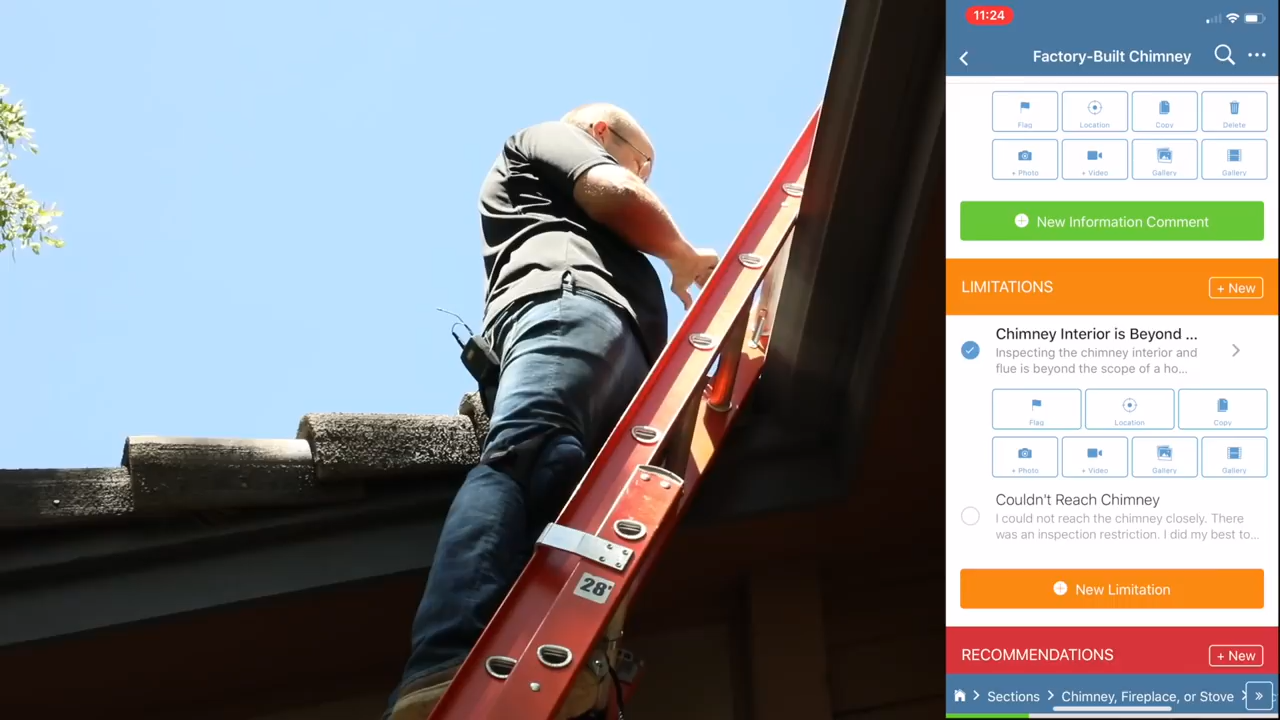 11:24
Factory-Built Chimney
Flag
Location
Copy
Delete
+ Photo
+ Video
Gallery
Gallery
New Information Comment
LIMITATIONS
+ New
Chimney Interior is Beyond ...
Inspecting the chimney interior and
flue is beyond the scope of a ho...
Flag
Location
Copy
+ Photo
+ Video
Gallery
Gallery
Couldn't Reach Chimney
I could not reach the chimney closely. There
was an inspection restriction. I did my best to...
New Limitation
RECOMMENDATIONS
+ New
Sections
Chimney, Fireplace, or Stove
28'